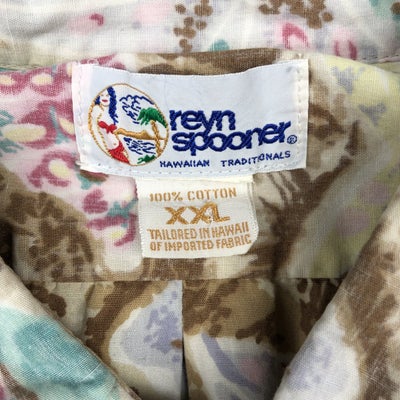 reyn
spooner®
HAWAIIAN TRADITIONALS
100% COTTON
XXL
TAILORED IN HAWAII
OF IMPORTED FABRIC